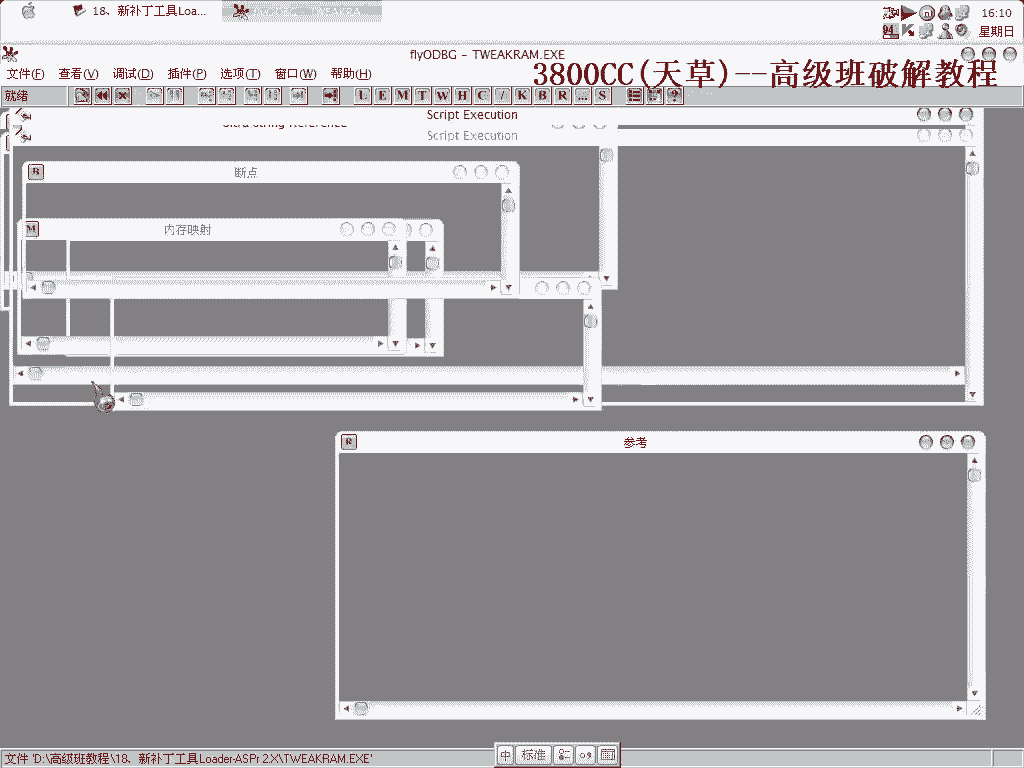 18、新补丁工具Loa...
16:10
星期日
flyODBG - TWEAKRAM.EXE
文件(F) 查看(V) 调试(D) 插件(P) 选项(T) 窗口(W) 帮助(H)
3800CC(天草)--高级班破解教程
就绪
L E M T W H C / K B R ... S
Script Execution
Script Execution
断点
内存映射
参考
文件 'D:\高级班教程\18、新补丁工具Loader-ASPr 2.X\TWEAKRAM.EXE'
中 标准